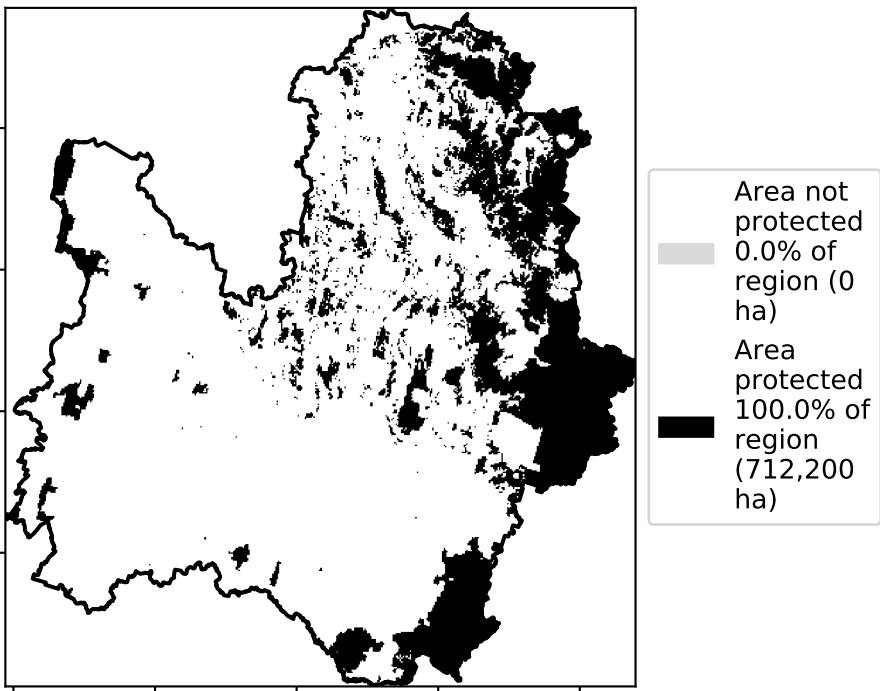 Area not
protected
0.0% of
region (0
ha)
Area
protected
100.0% of
region
(712,200
ha)